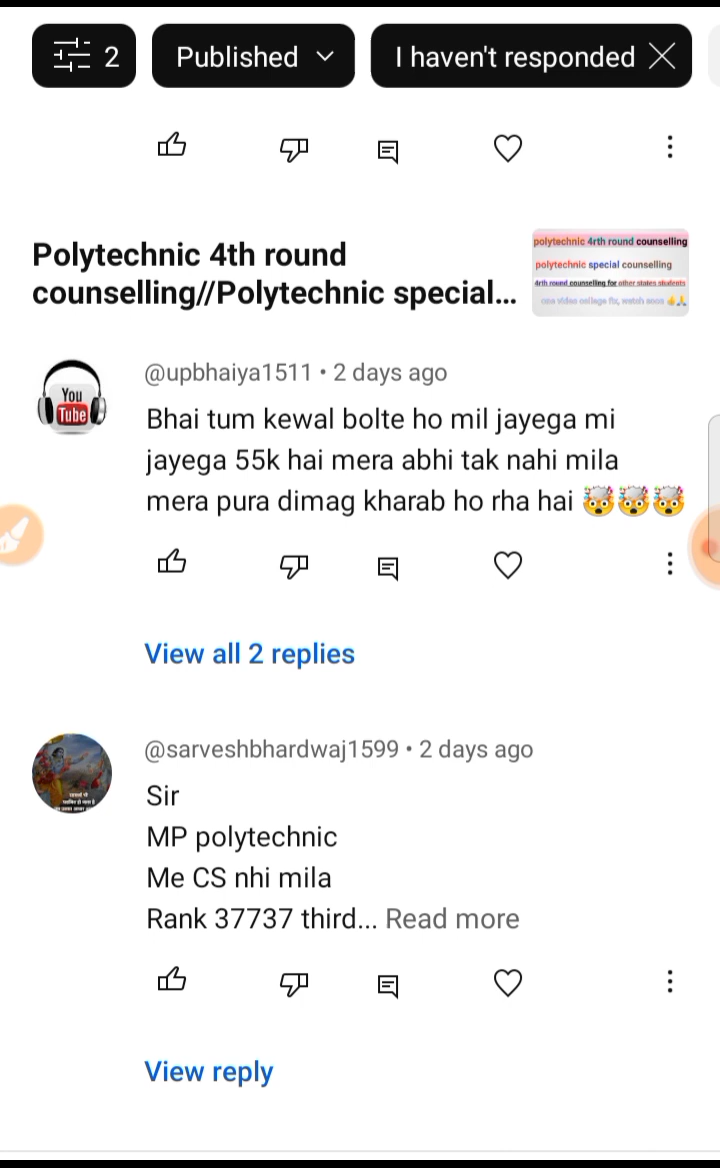 2
Published
I haven't responded
Polytechnic 4th round
counselling//Polytechnic special...
polytechnic 4rth round counselling
polytechnic special counselling
4rth round counselling for other states students
@upbhaiya1511 • 2 days ago
You
Tube
Bhai tum kewal bolte ho mil jayega mi
jayega 55k hai mera abhi tak nahi mila
mera pura dimag kharab ho rha hai 🤯🤯🤯
View all 2 replies
@sarveshbhardwaj1599 • 2 days ago
Sir
MP polytechnic
Me CS nhi mila
Rank 37737 third... Read more
View reply